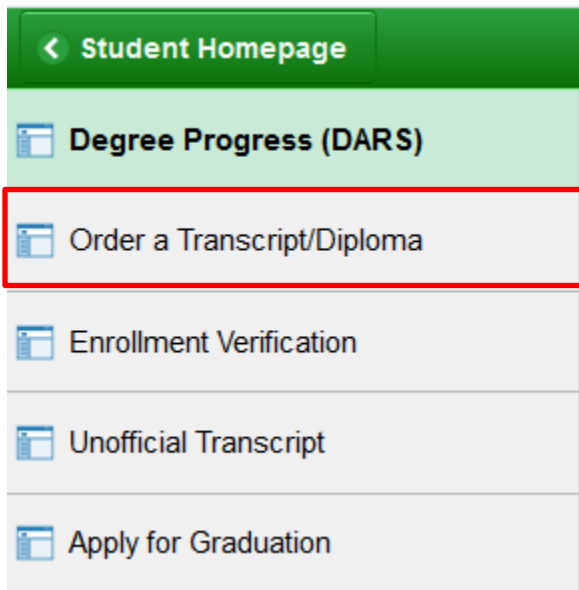 Student Homepage
Degree Progress (DARS)
Order a Transcript/Diploma
Enrollment Verification
Unofficial Transcript
Apply for Graduation